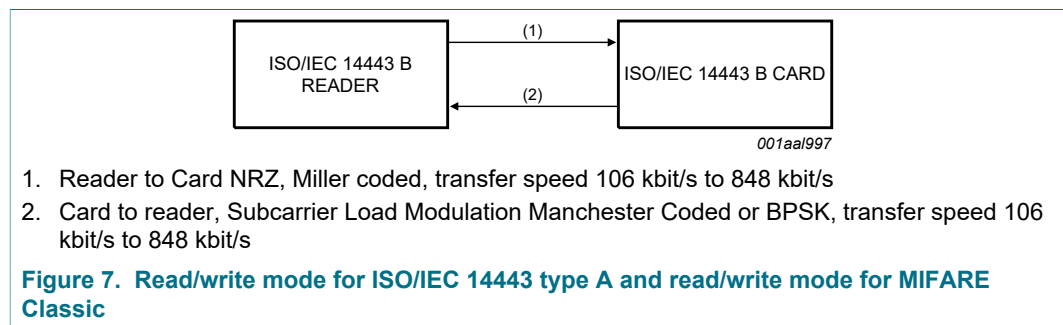 (1)
ISO/IEC 14443 B
READER
ISO/IEC 14443 B CARD
(2)
001aal997
1. Reader to Card NRZ, Miller coded, transfer speed 106 kbit/s to 848 kbit/s
2. Card to reader, Subcarrier Load Modulation Manchester Coded or BPSK, transfer speed 106
kbit/s to 848 kbit/s
Figure 7. Read/write mode for ISO/IEC 14443 type A and read/write mode for MIFARE
Classic